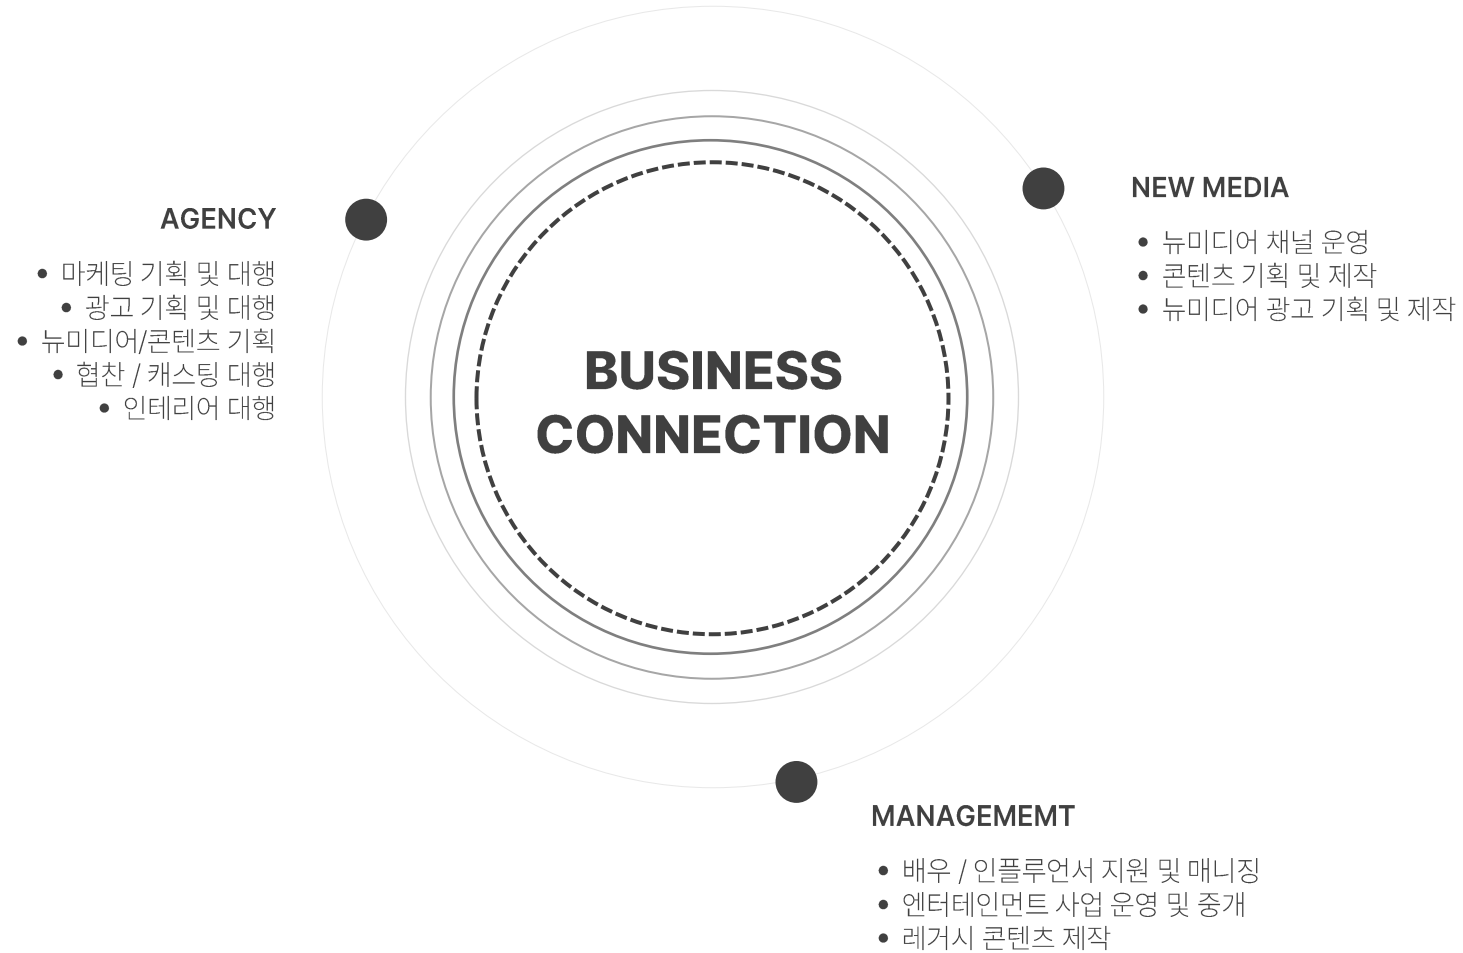 AGENCY
• 마케팅 기획 및 대행
• 광고 기획 및 대행
• 뉴미디어/콘텐츠 기획
• 협찬 / 캐스팅 대행
• 인테리어 대행
BUSINESS
CONNECTION
NEW MEDIA
• 뉴미디어 채널 운영
• 콘텐츠 기획 및 제작
• 뉴미디어 광고 기획 및 제작
MANAGEMEMT
• 배우 / 인플루언서 지원 및 매니징
• 엔터테인먼트 사업 운영 및 중개
• 레거시 콘텐츠 제작